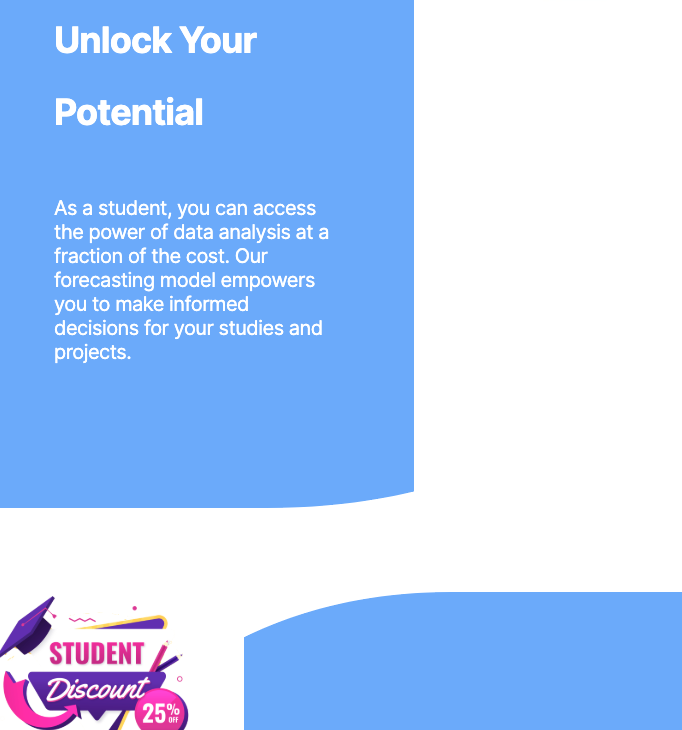 Unlock Your
Potential
As a student, you can access
the power of data analysis at a
fraction of the cost. Our
forecasting model empowers
you to make informed
decisions for your studies and
projects.
STUDENT
Discount
25% OFF